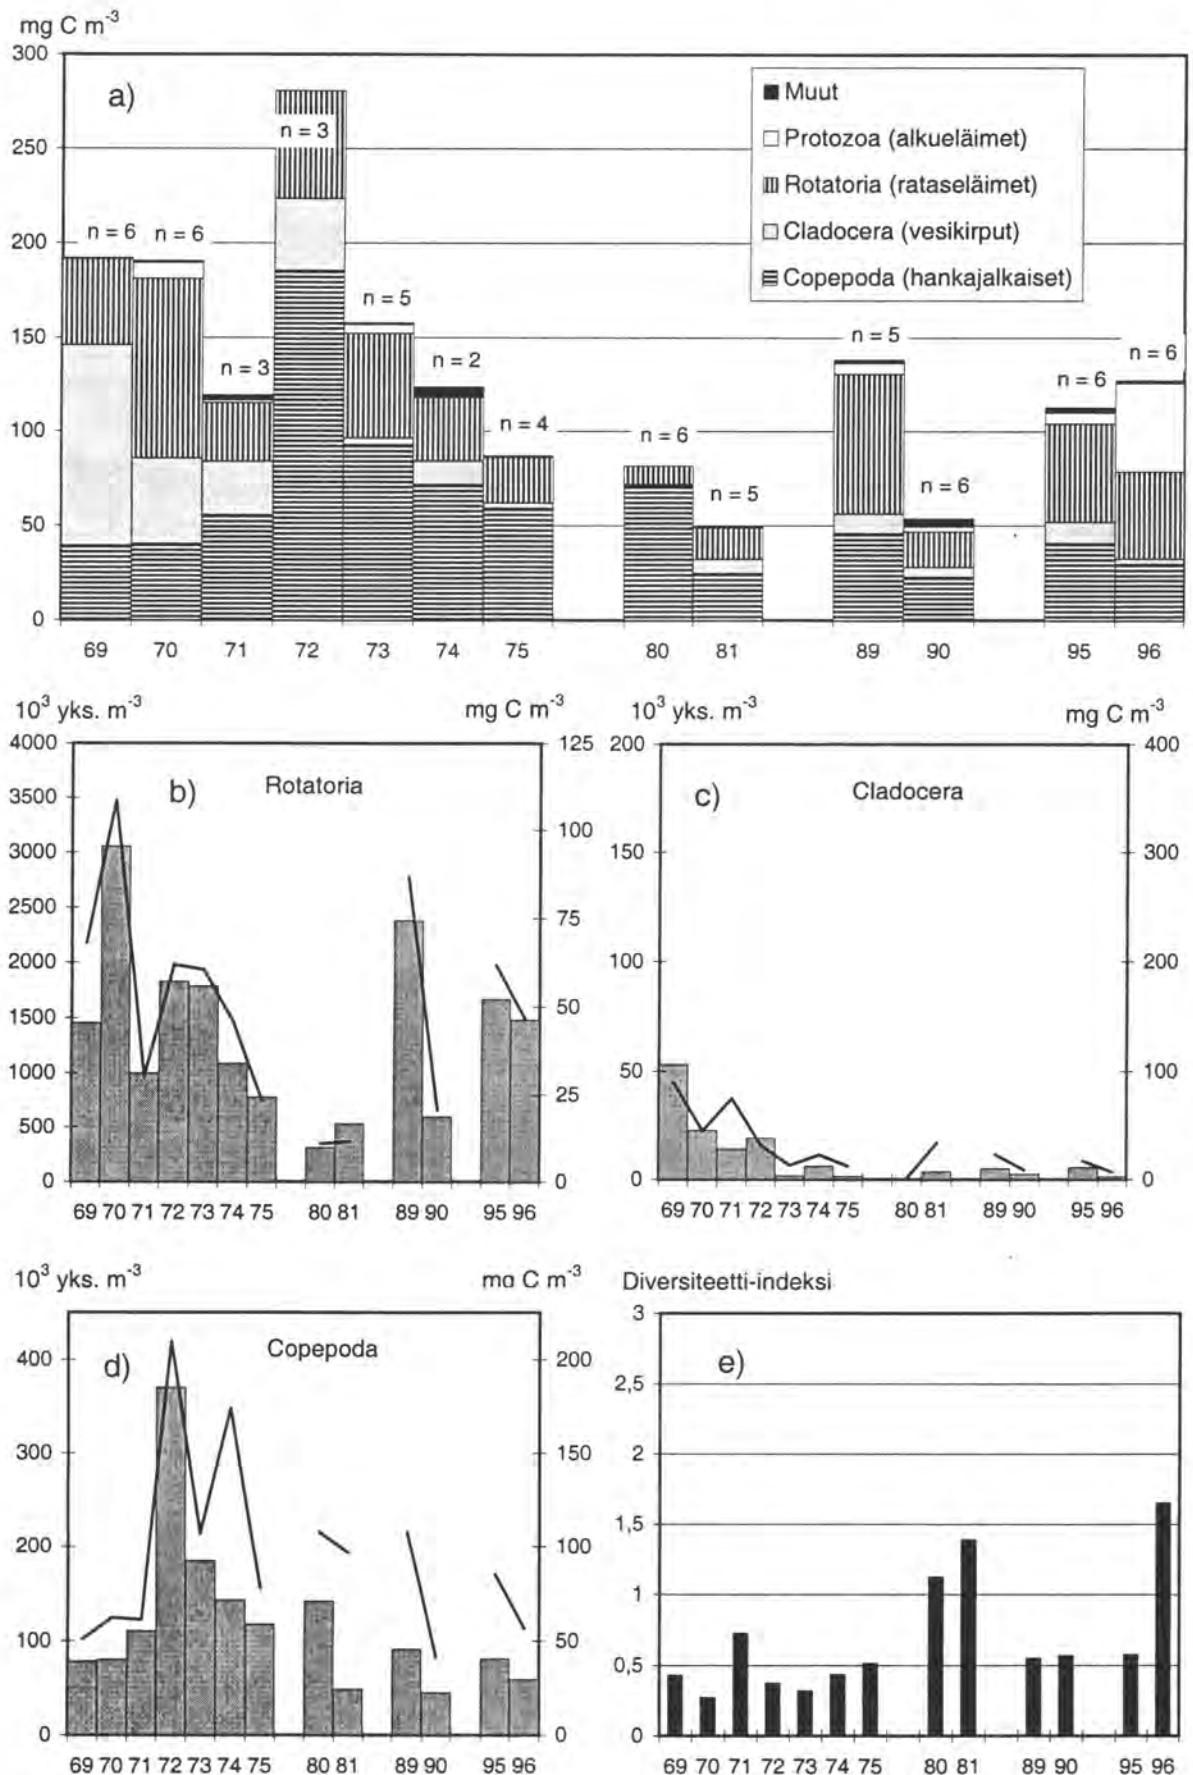 mg C m⁻³
300
250
200
150
100
50
0
a)
n = 6
n = 6
n = 3
n = 3
n = 5
n = 2
n = 4
n = 6
n = 5
n = 5
n = 6
n = 6
n = 6
Muut
Protozoa (alkueläimet)
Rotatoria (rataseläimet)
Cladocera (vesikirput)
Copepoda (hankajalkaiset)
69 70 71 72 73 74 75 80 81 89 90 95 96
10³ yks. m⁻³ mg C m⁻³
b) Rotatoria
4000
3500
3000
2500
2000
1500
1000
500
0
125
100
75
50
25
0
69 70 71 72 73 74 75 80 81 89 90 95 96
10³ yks. m⁻³ mg C m⁻³
c) Cladocera
200
150
100
50
0
400
300
200
100
0
69 70 71 72 73 74 75 80 81 89 90 95 96
10³ yks. m⁻³ mg C m⁻³
d) Copepoda
400
300
200
100
0
200
150
100
50
0
69 70 71 72 73 74 75 80 81 89 90 95 96
Diversiteetti-indeksi
e)
3
2,5
2
1,5
1
0,5
0
69 70 71 72 73 74 75 80 81 89 90 95 96